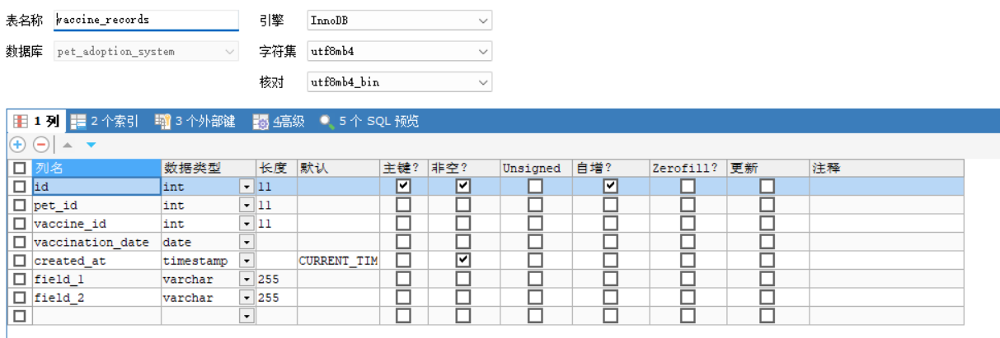 表名称 vaccine_records 引擎 InnoDB
数据库 pet_adoption_system 字符集 utf8mb4
核对 utf8mb4_bin
1 列 2 个索引 3 个外部键 4高级 5 个 SQL 预览
列名 数据类型 长度 默认 主键? 非空? Unsigned 自增? Zerofill? 更新 注释
id int 11
pet_id int 11
vaccine_id int 11
vaccination_date date
created_at timestamp CURRENT_TIM
field_1 varchar 255
field_2 varchar 255